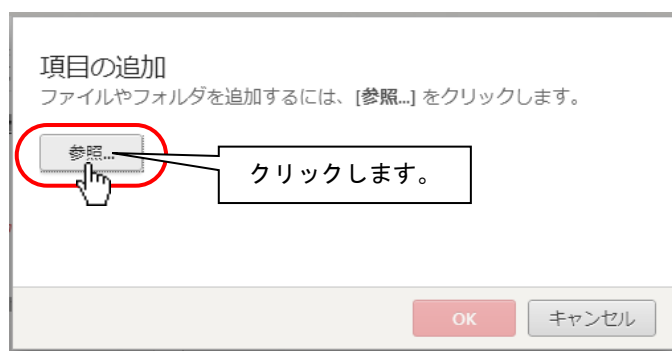 項目の追加
ファイルやフォルダを追加するには、[参照...] をクリックします。
参照...
クリックします。
OK
キャンセル